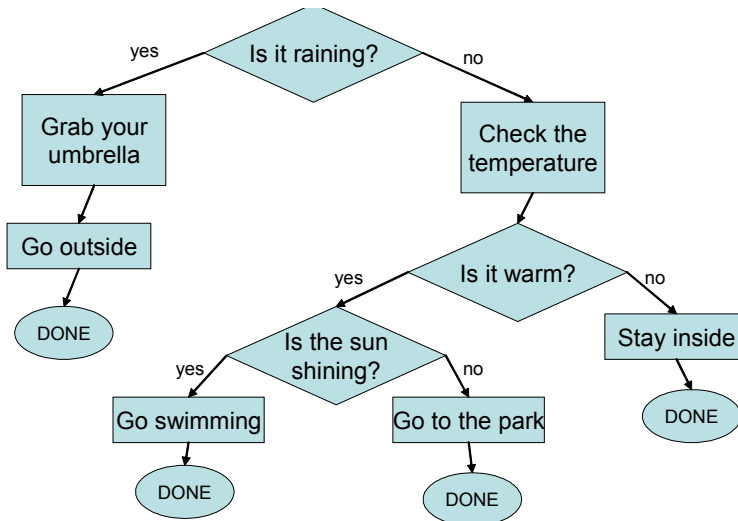 Is it raining?
yes
no
Grab your
umbrella
Check the
temperature
Go outside
Is it warm?
yes
no
DONE
Is the sun
shining?
Stay inside
yes
no
Go swimming
Go to the park
DONE
DONE
DONE